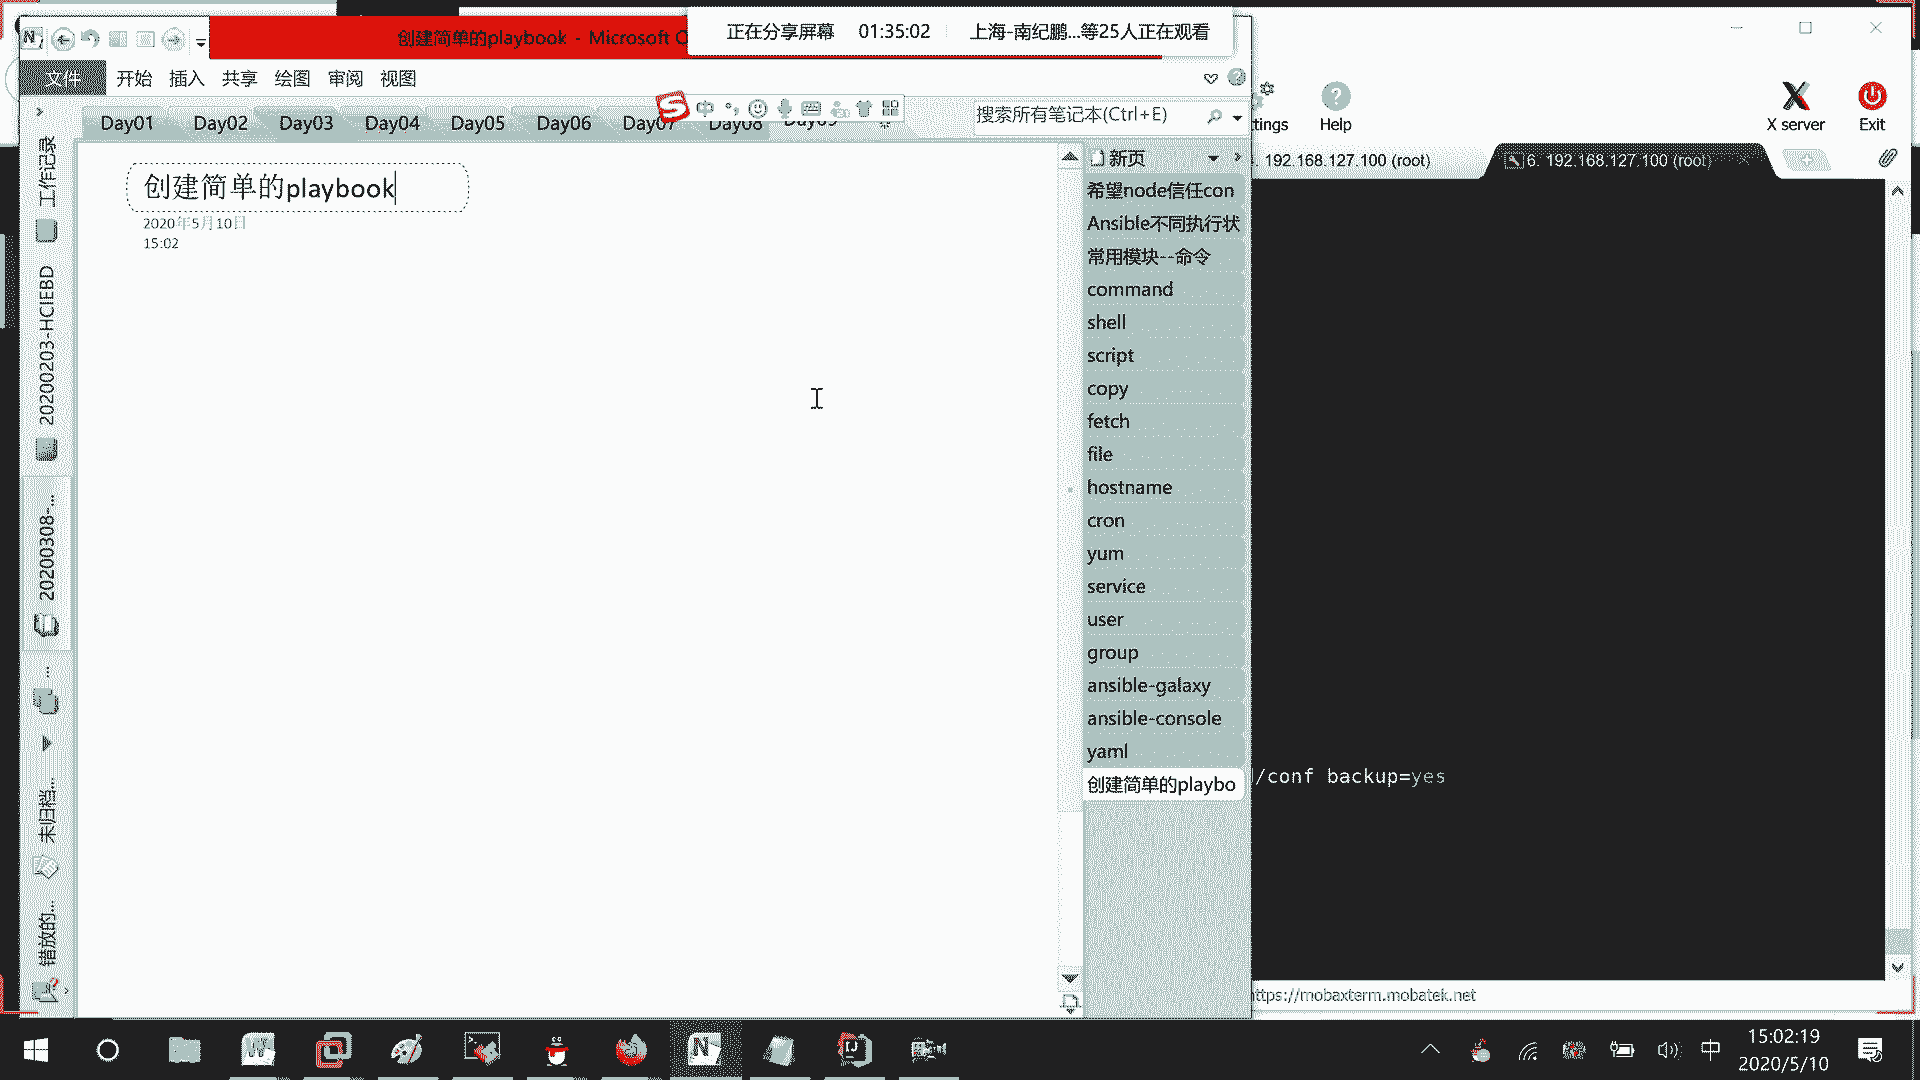 创建简单的playbook - Microsoft O
正在分享屏幕 01:35:02 上海-南纪鹏...等25人正在观看
文件 开始 插入 共享 绘图 审阅 视图
Day01 Day02 Day03 Day04 Day05 Day06 Day07 Day08 Day09
中
搜索所有笔记本(Ctrl+E)
工作记录
20200203-HCIEBD
20200308-...
...
未归档...
错放的...
创建简单的playbook
2020年5月10日
15:02
新页
希望node信任con
Ansible不同执行状
常用模块--命令
command
shell
script
copy
fetch
file
hostname
cron
yum
service
user
group
ansible-galaxy
ansible-console
yaml
创建简单的playbo
tings Help X server Exit
. 192.168.127.100 (root) 6. 192.168.127.100 (root)
/conf backup=yes
https://mobaxterm.mobatek.net
中
15:02:19
2020/5/10